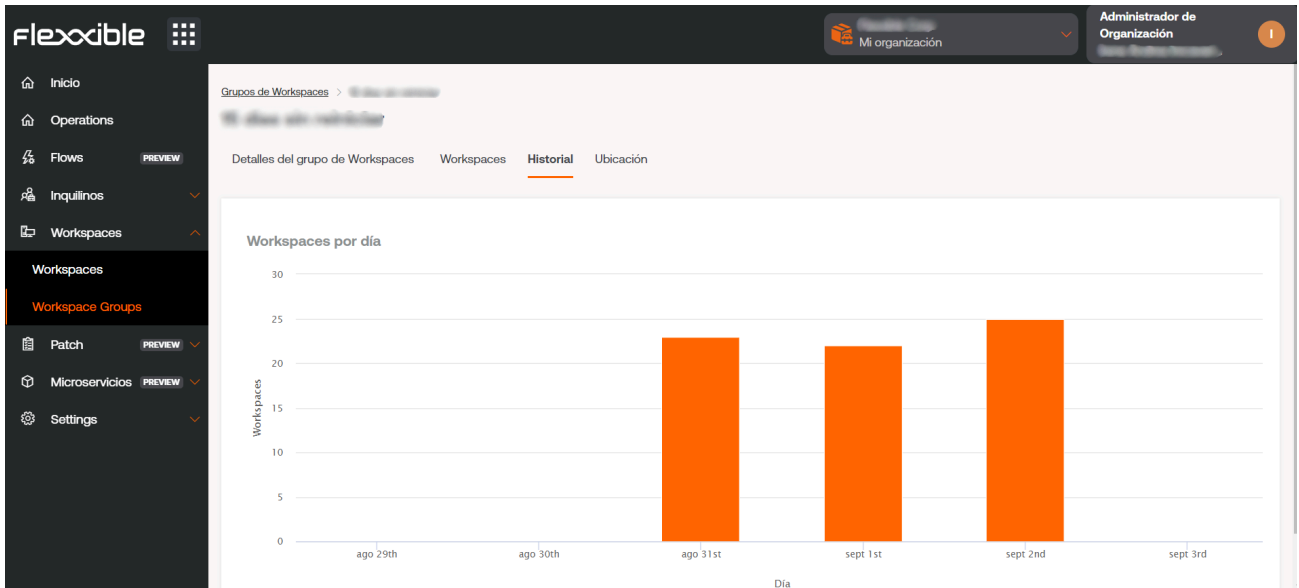 Flexxible
Mi organización
Administrador de
Organización
I
Inicio
Operations
Flows PREVIEW
Inquilinos
Workspaces
Workspaces
Workspace Groups
Patch PREVIEW
Microservicios PREVIEW
Settings
Grupos de Workspaces >
Detalles del grupo de Workspaces Workspaces Historial Ubicación
Workspaces por día
30
25
20
15
10
5
0
Workspaces
ago 29th ago 30th ago 31st sept 1st sept 2nd sept 3rd
Día